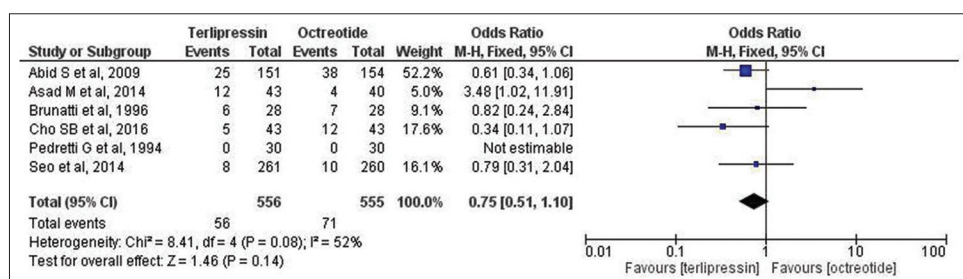 Terlipressin Octreotide Odds Ratio Odds Ratio
Study or Subgroup Events Total Events Total Weight M-H, Fixed, 95% CI M-H, Fixed, 95% CI
Abid S et al, 2009 25 151 38 154 52.2% 0.61 [0.34, 1.06]
Asad M et al, 2014 12 43 4 40 5.0% 3.48 [1.02, 11.91]
Brunatti et al, 1996 6 28 7 28 9.1% 0.82 [0.24, 2.84]
Cho SB et al, 2016 5 43 12 43 17.6% 0.34 [0.11, 1.07]
Pedretti G et al, 1994 0 30 0 30 Not estimable
Seo et al, 2014 8 261 10 260 16.1% 0.79 [0.31, 2.04]
Total (95% CI) 556 555 100.0% 0.75 [0.51, 1.10]
Total events 56 71
Heterogeneity: Chi² = 8.41, df = 4 (P = 0.08); I² = 52%
Test for overall effect: Z = 1.46 (P = 0.14)
0.01 0.1 1 10 100
Favours [terlipressin] Favours [octreotide]